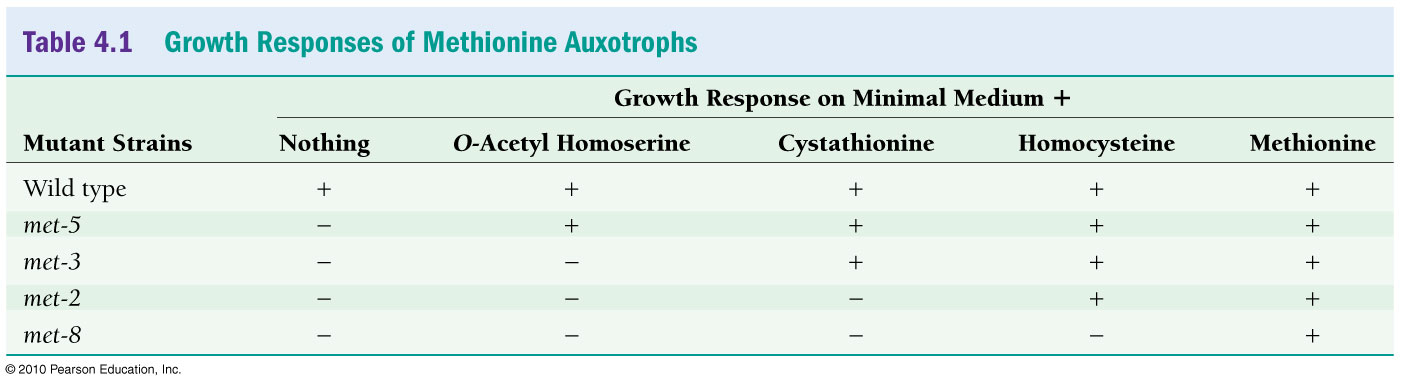 Table 4.1 Growth Responses of Methionine Auxotrophs
Growth Response on Minimal Medium +
Mutant Strains Nothing O-Acetyl Homoserine Cystathionine Homocysteine Methionine
Wild type + + + + +
met-5 − + + + +
met-3 − − + + +
met-2 − − − + +
met-8 − − − − +
© 2010 Pearson Education, Inc.